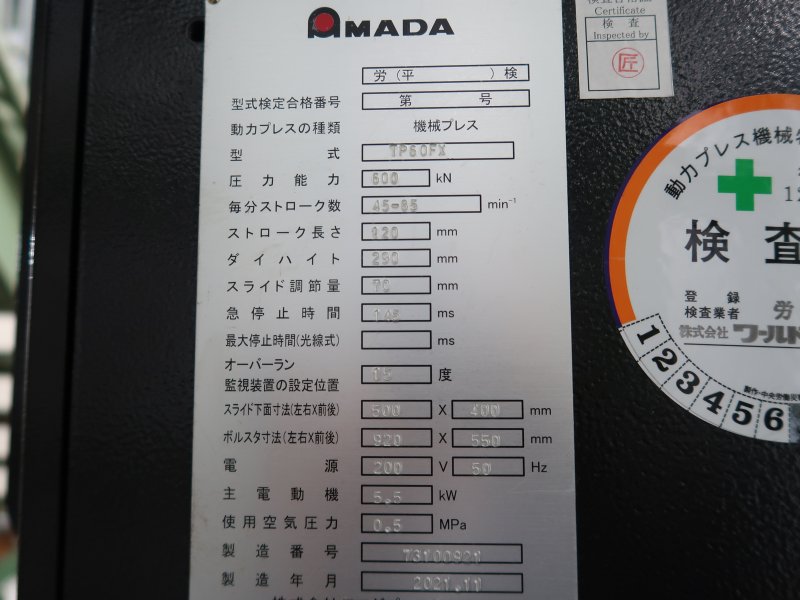 AMADA
労(平　　　)検
型式検定合格番号 第　　　号
動力プレスの種類 機械プレス
型式 TP60FX
圧力能力 600 kN
毎分ストローク数 45-85 min⁻¹
ストローク長さ 120 mm
ダイハイト 290 mm
スライド調節量 70 mm
急停止時間 145 ms
最大停止時間(光線式) ms
オーバーラン
監視装置の設定位置 15 度
スライド下面寸法(左右X前後) 500 X 400 mm
ボルスタ寸法(左右X前後) 920 X 550 mm
電源 200 V 50 Hz
主電動機 5.5 kW
使用空気圧力 0.5 MPa
製造番号 73100821
製造年月 2021.11
Certificate
検査
Inspected by
匠
動力プレス機械
検査
登録
検査業者 労
株式会社 ワールド
1 2 3 4 5 6